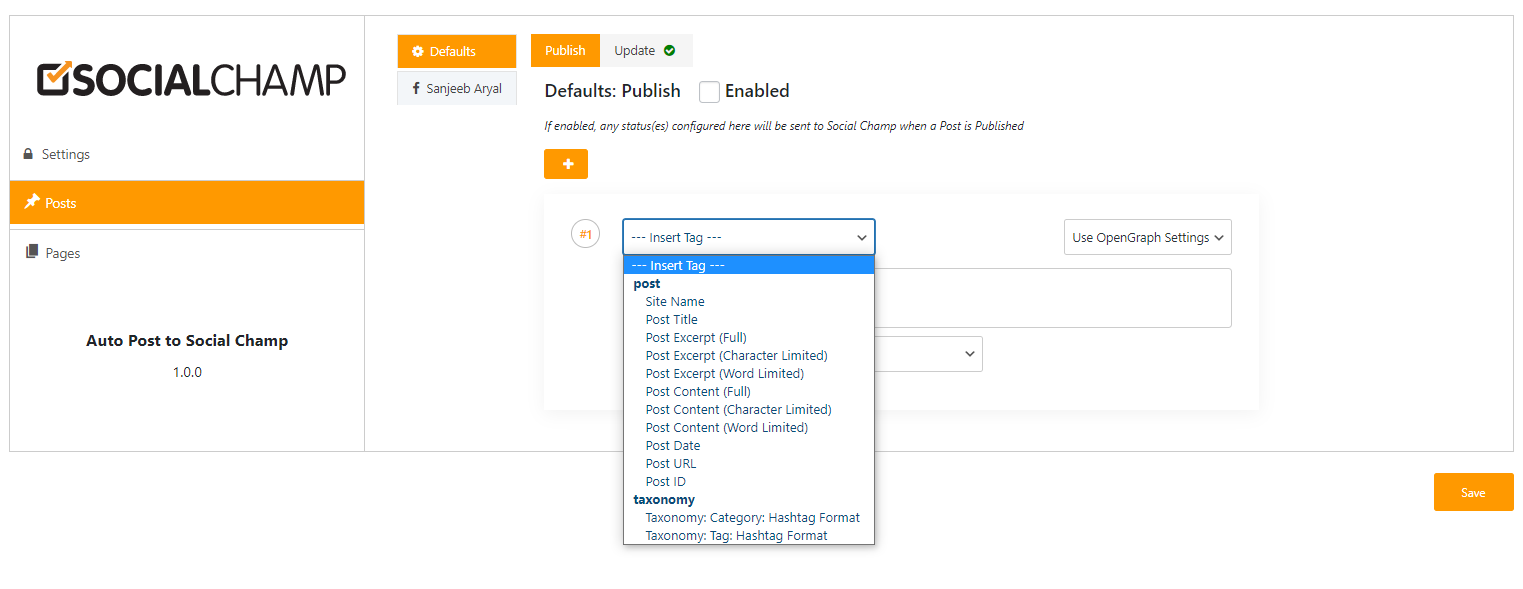 SOCIALCHAMP
Settings
Posts
Pages
Auto Post to Social Champ
1.0.0
Defaults
Sanjeeb Aryal
Publish
Update
Defaults: Publish
Enabled
If enabled, any status(es) configured here will be sent to Social Champ when a Post is Published
#1
--- Insert Tag ---
Use OpenGraph Settings
--- Insert Tag ---
post
Site Name
Post Title
Post Excerpt (Full)
Post Excerpt (Character Limited)
Post Excerpt (Word Limited)
Post Content (Full)
Post Content (Character Limited)
Post Content (Word Limited)
Post Date
Post URL
Post ID
taxonomy
Taxonomy: Category: Hashtag Format
Taxonomy: Tag: Hashtag Format
Save